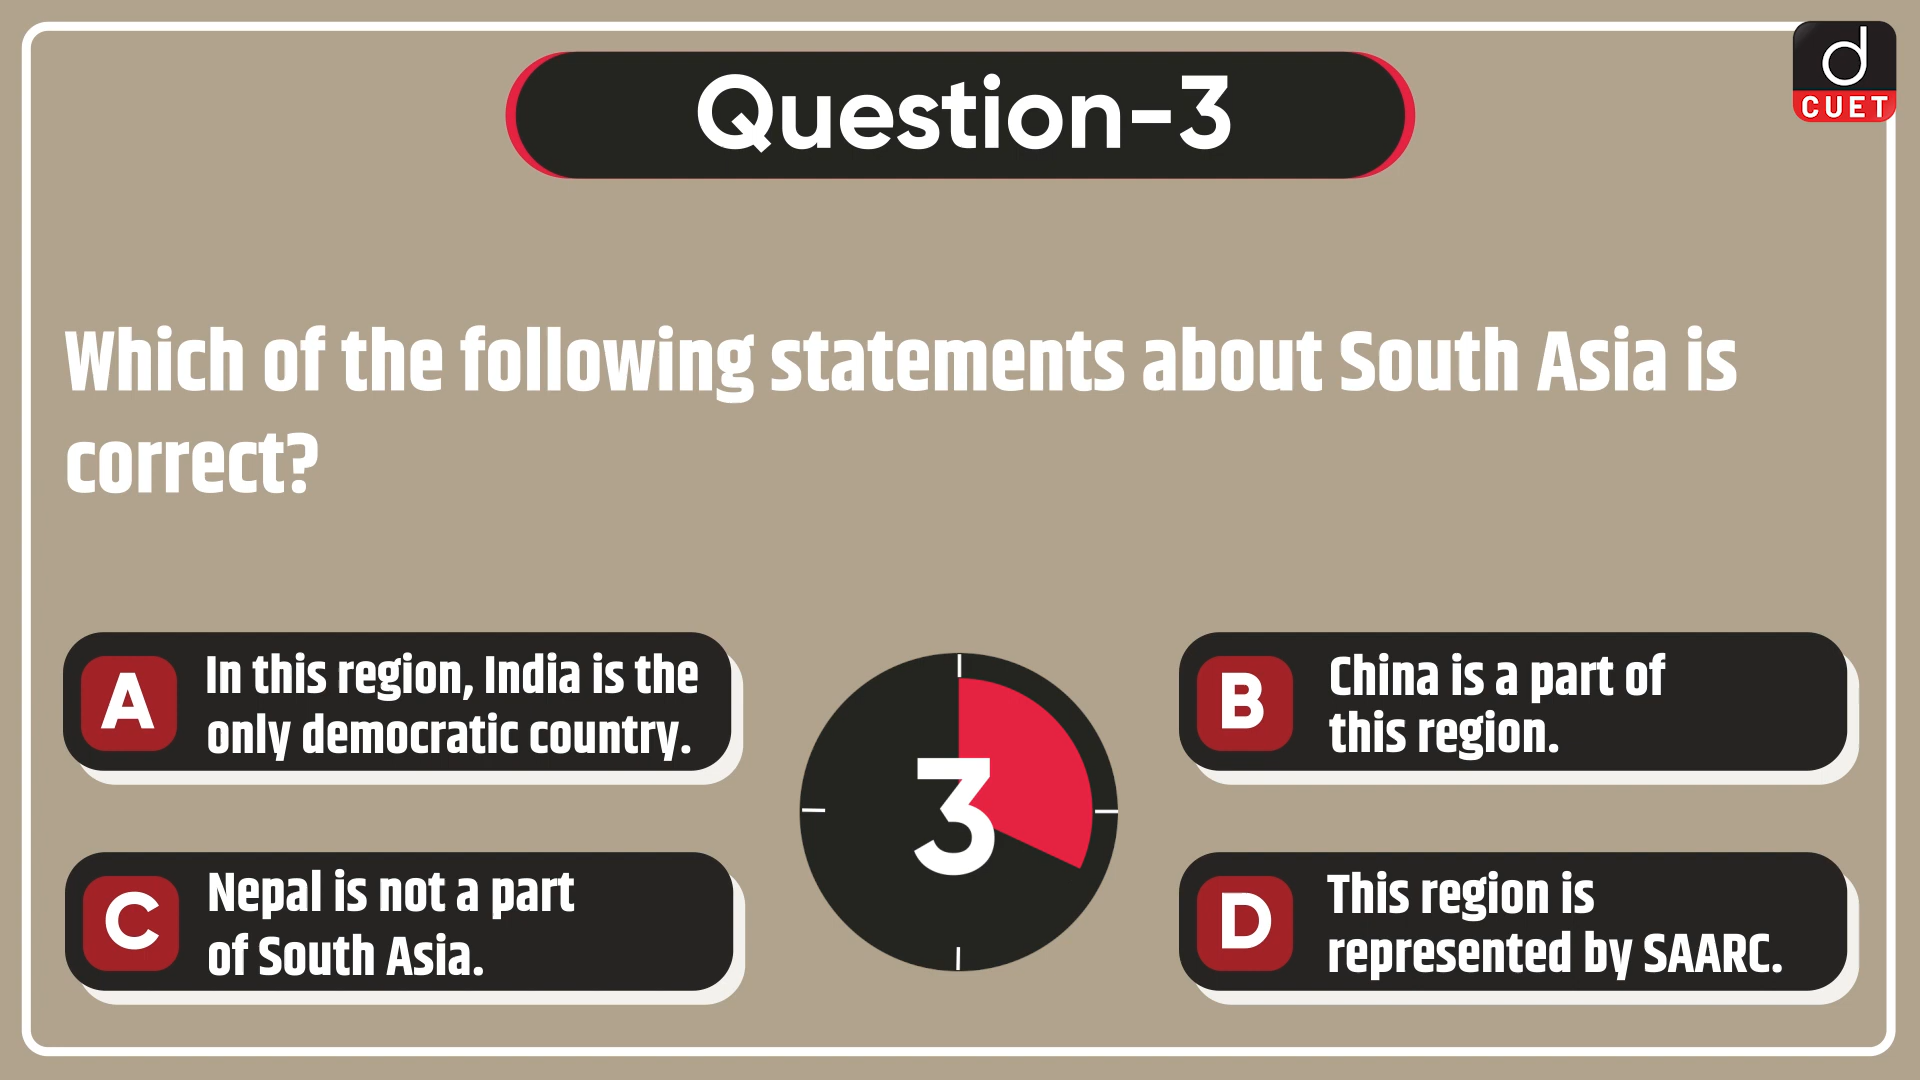 Question-3
d
CUET
Which of the following statements about South Asia is
correct?
A
In this region, India is the
only democratic country.
B
China is a part of
this region.
3
C
Nepal is not a part
of South Asia.
D
This region is
represented by SAARC.